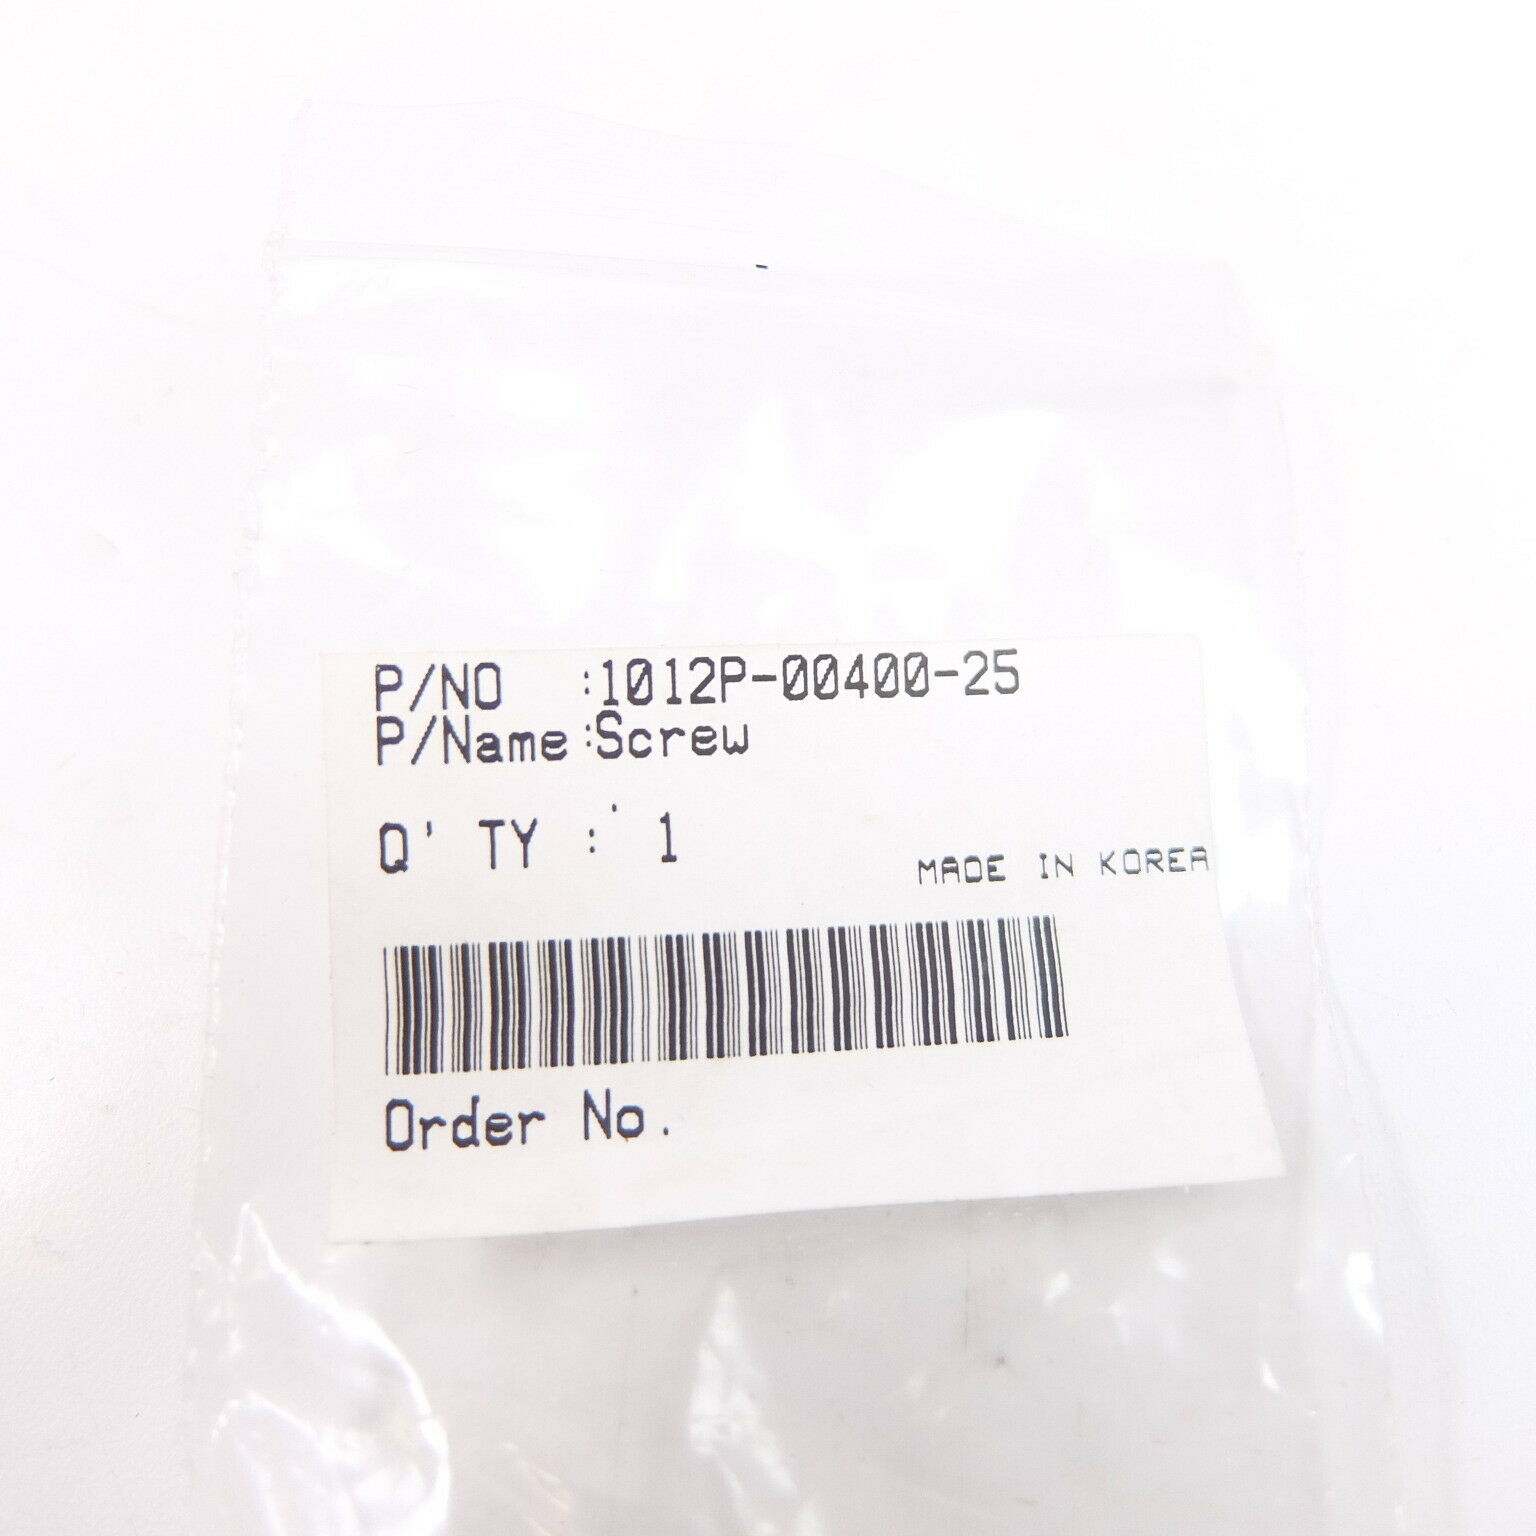 P/NO :1012P-00400-25
P/Name:Screw
Q' TY : 1
MADE IN KOREA
Order No.